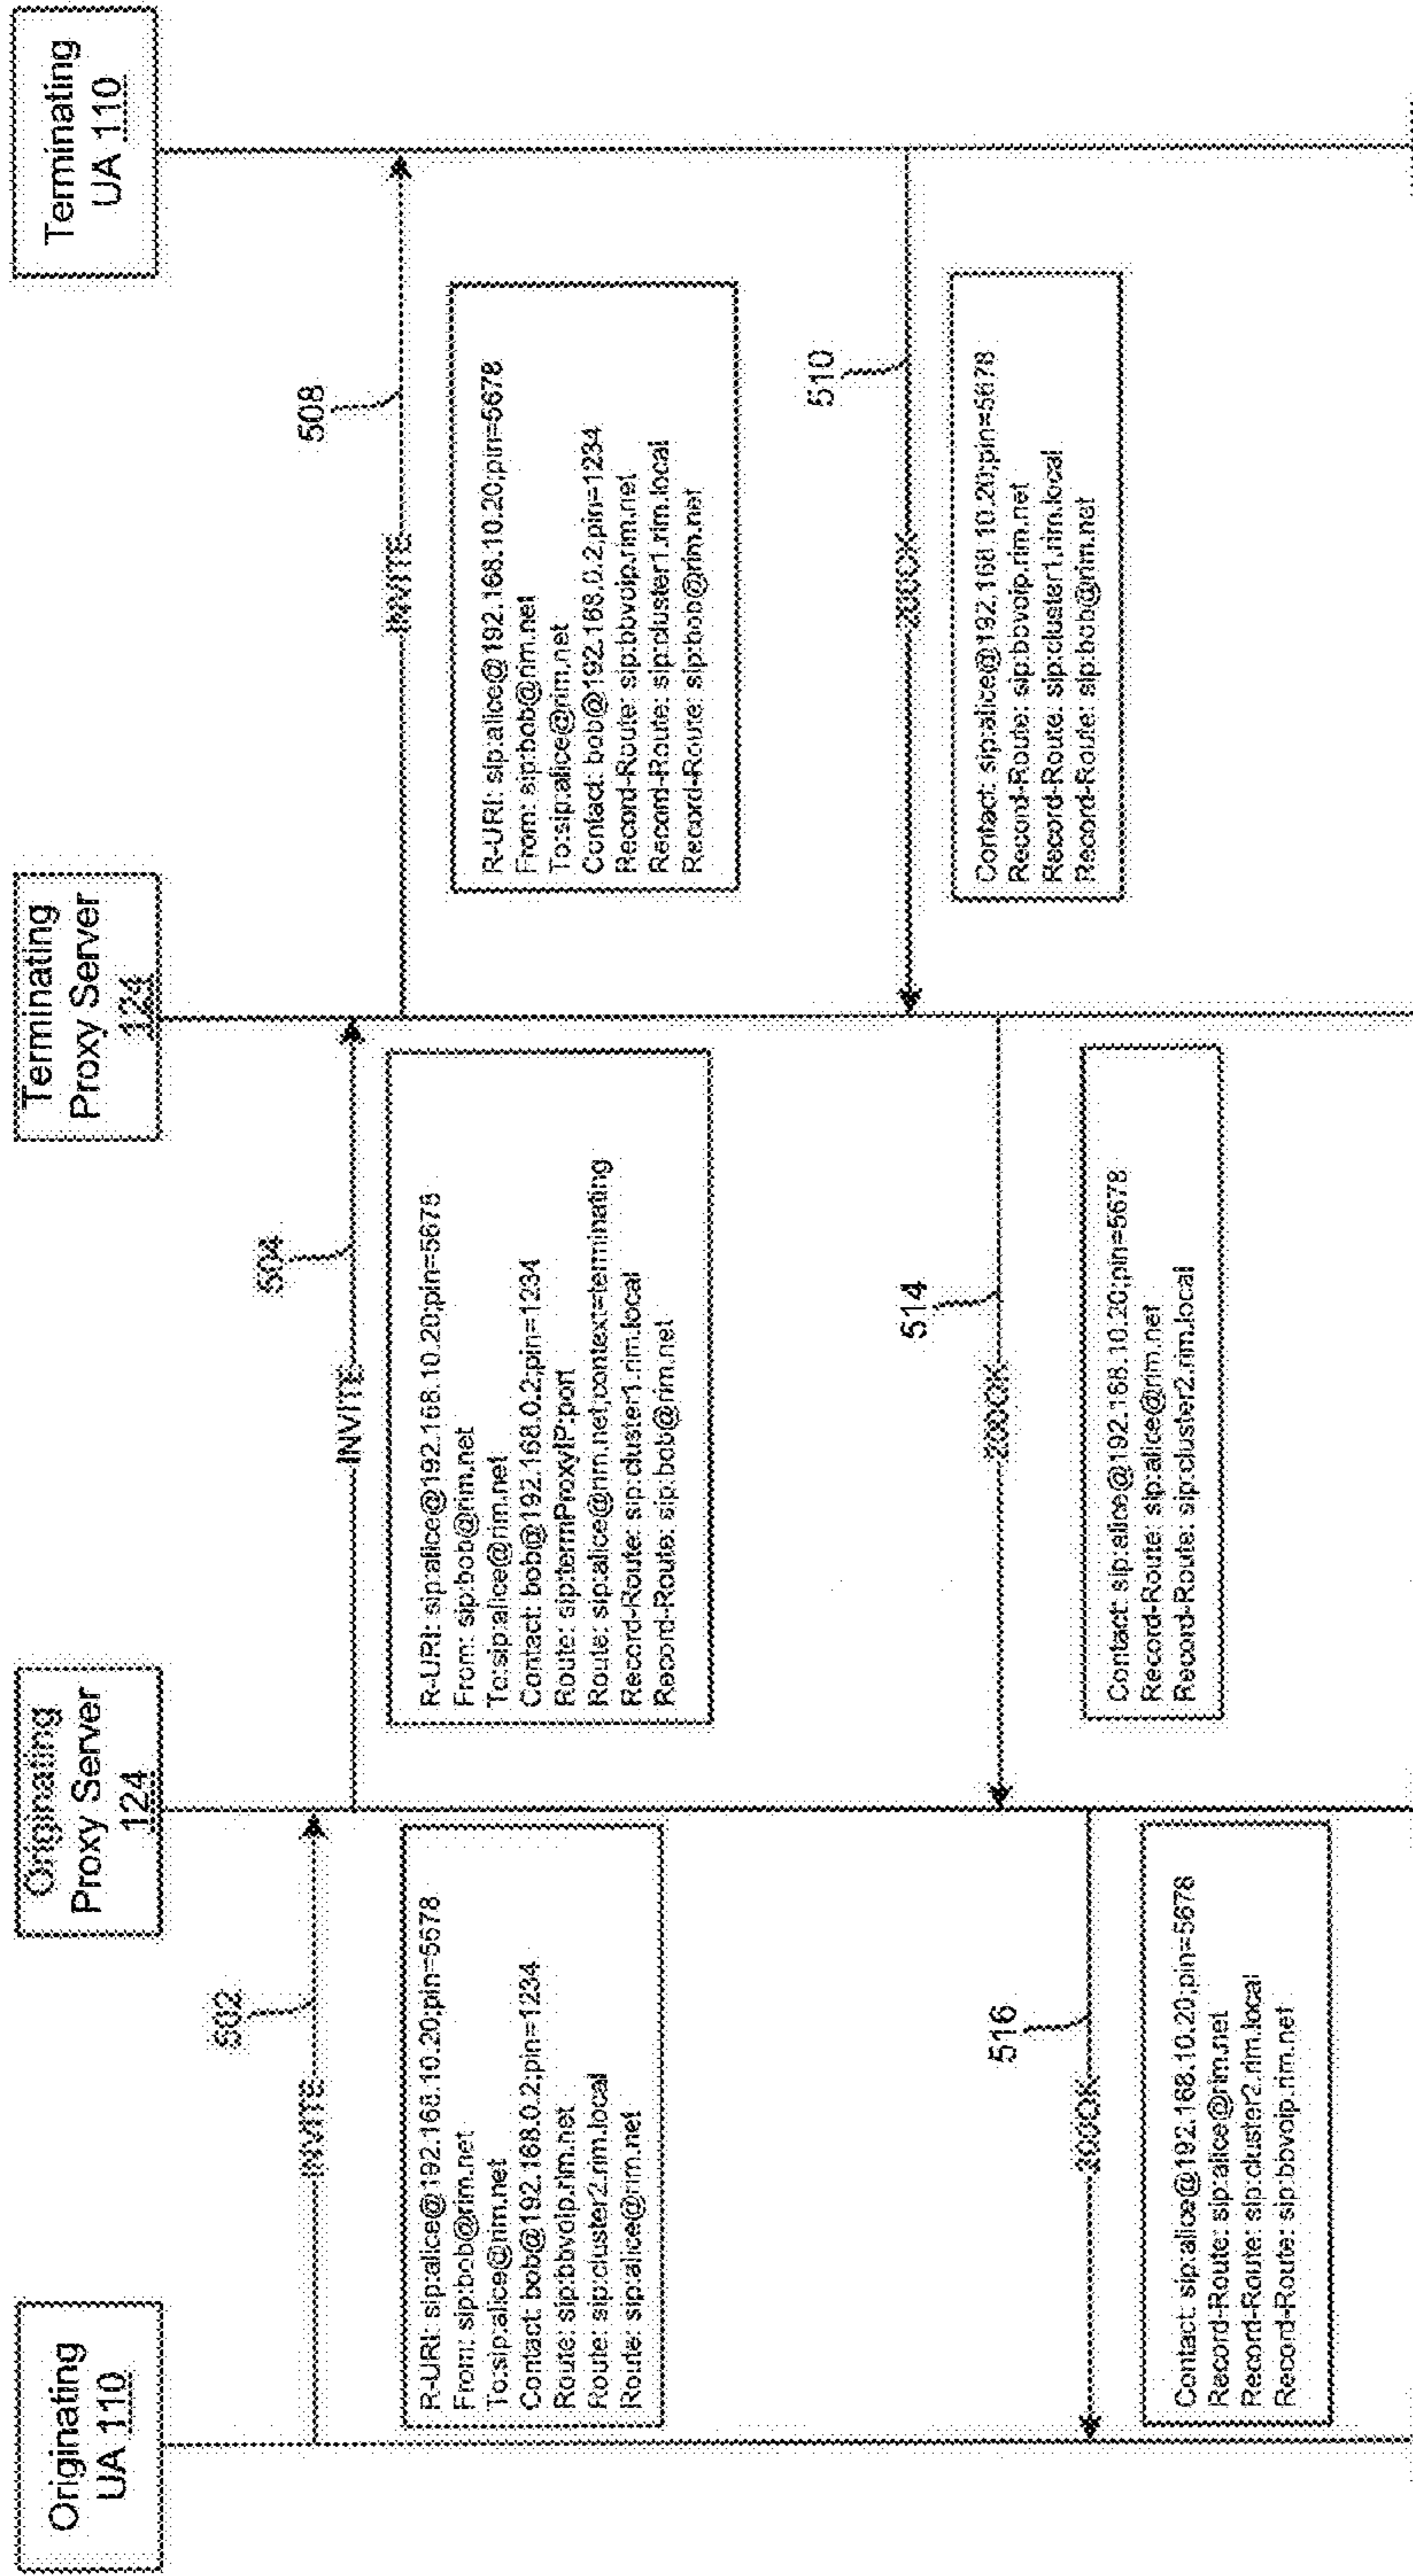 Originating
UA 110
Originating
Proxy Server
124
Terminating
Proxy Server
124
Terminating
UA 110
502
INVITE
R-URI: sip:alice@192.168.10.20;pin=5678
From: sip:bob@rim.net
To:sip:alice@rim.net
Contact: bob@192.168.0.2;pin=1234
Route: sip:bbvoip.rim.net
Route: sip:cluster2.rim.local
Route: sip:alice@rim.net
504
INVITE
R-URI: sip:alice@192.168.10.20;pin=5678
From: sip:bob@rim.net
To:sip:alice@rim.net
Contact: bob@192.168.0.2;pin=1234
Route: sip:termProxyIP:port
Route: sip:alice@rim.net;context=terminating
Record-Route: sip:cluster1.rim.local
Record-Route: sip:bob@rim.net
508
INVITE
R-URI: sip:alice@192.168.10.20;pin=5678
From: sip:bob@rim.net
To:sip:alice@rim.net
Contact: bob@192.168.0.2;pin=1234
Record-Route: sip:bbvoip.rim.net
Record-Route: sip:cluster1.rim.local
Record-Route: sip:bob@rim.net
510
200OK
Contact: sip:alice@192.168.10.20;pin=5678
Record-Route: sip:bbvoip.rim.net
Record-Route: sip:cluster1.rim.local
Record-Route: sip:bob@rim.net
514
200OK
Contact: sip:alice@192.168.10.20;pin=5678
Record-Route: sip:alice@rim.net
Record-Route: sip:cluster2.rim.local
516
200OK
Contact: sip:alice@192.168.10.20;pin=5678
Record-Route: sip:alice@rim.net
Record-Route: sip:cluster2.rim.local
Record-Route: sip:bbvoip.rim.net